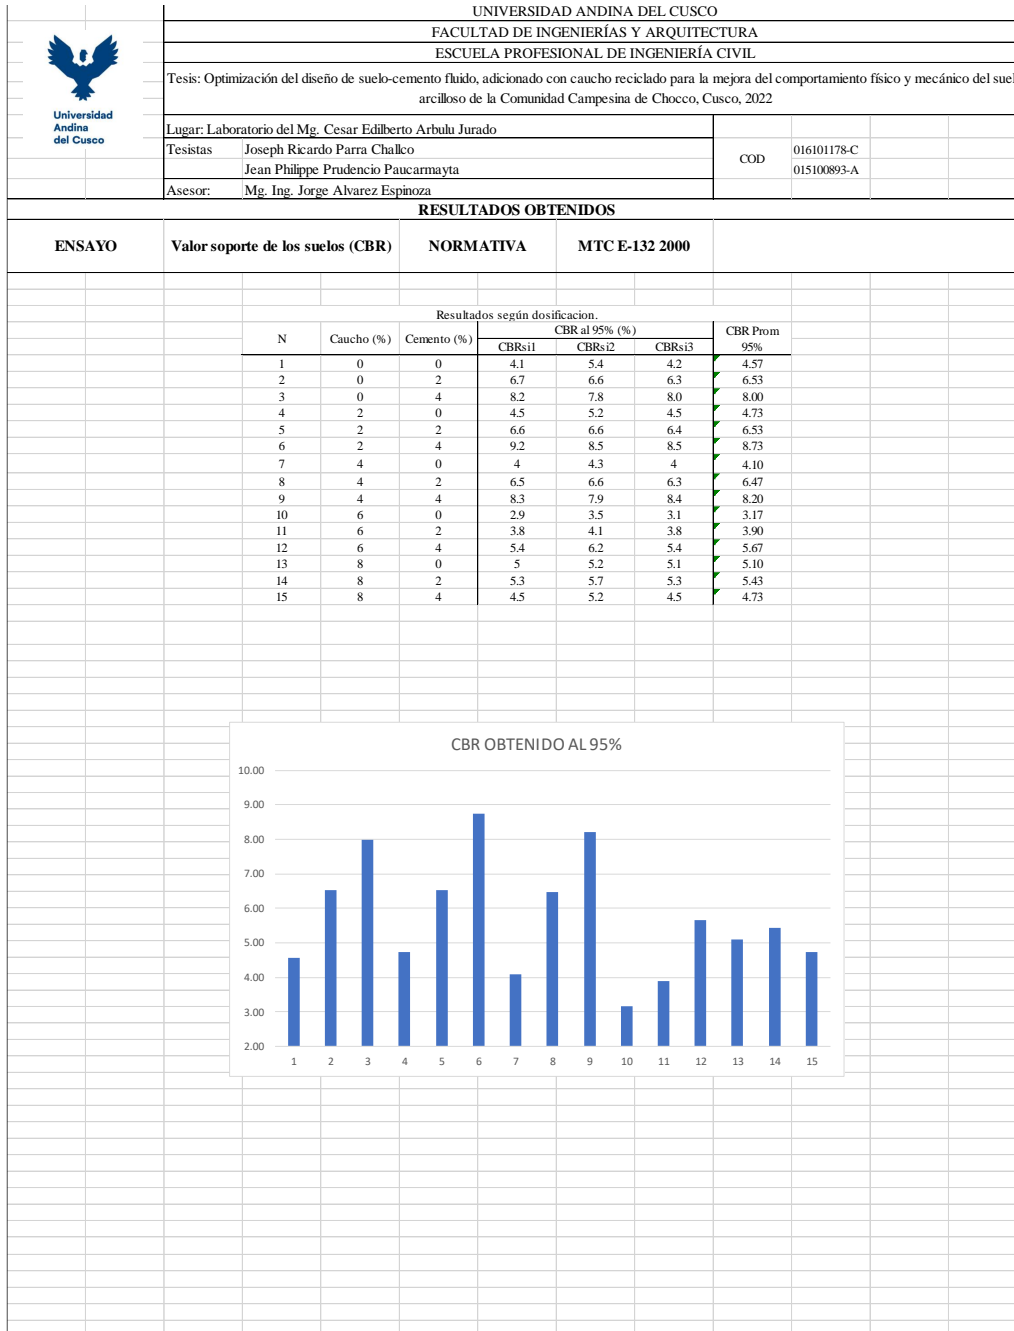 UNIVERSIDAD ANDINA DEL CUSCO
FACULTAD DE INGENIERÍAS Y ARQUITECTURA
ESCUELA PROFESIONAL DE INGENIERÍA CIVIL
Tesis: Optimización del diseño de suelo-cemento fluido, adicionado con caucho reciclado para la mejora del comportamiento físico y mecánico del suel
arcilloso de la Comunidad Campesina de Chocco, Cusco, 2022
Universidad
Andina
del Cusco
Lugar: Laboratorio del Mg. Cesar Edilberto Arbulu Jurado
Tesistas Joseph Ricardo Parra Challco COD 016101178-C
Jean Philippe Prudencio Paucarmayta 015100893-A
Asesor: Mg. Ing. Jorge Alvarez Espinoza
RESULTADOS OBTENIDOS
ENSAYO Valor soporte de los suelos (CBR) NORMATIVA MTC E-132 2000
Resultados según dosificacion.
N Caucho (%) Cemento (%) CBR al 95% (%) CBR Prom
CBRsi1 CBRsi2 CBRsi3 95%
1 0 0 4.1 5.4 4.2 4.57
2 0 2 6.7 6.6 6.3 6.53
3 0 4 8.2 7.8 8.0 8.00
4 2 0 4.5 5.2 4.5 4.73
5 2 2 6.6 6.6 6.4 6.53
6 2 4 9.2 8.5 8.5 8.73
7 4 0 4 4.3 4 4.10
8 4 2 6.5 6.6 6.3 6.47
9 4 4 8.3 7.9 8.4 8.20
10 6 0 2.9 3.5 3.1 3.17
11 6 2 3.8 4.1 3.8 3.90
12 6 4 5.4 6.2 5.4 5.67
13 8 0 5 5.2 5.1 5.10
14 8 2 5.3 5.7 5.3 5.43
15 8 4 4.5 5.2 4.5 4.73
CBR OBTENIDO AL 95%
10.00
9.00
8.00
7.00
6.00
5.00
4.00
3.00
2.00
1 2 3 4 5 6 7 8 9 10 11 12 13 14 15